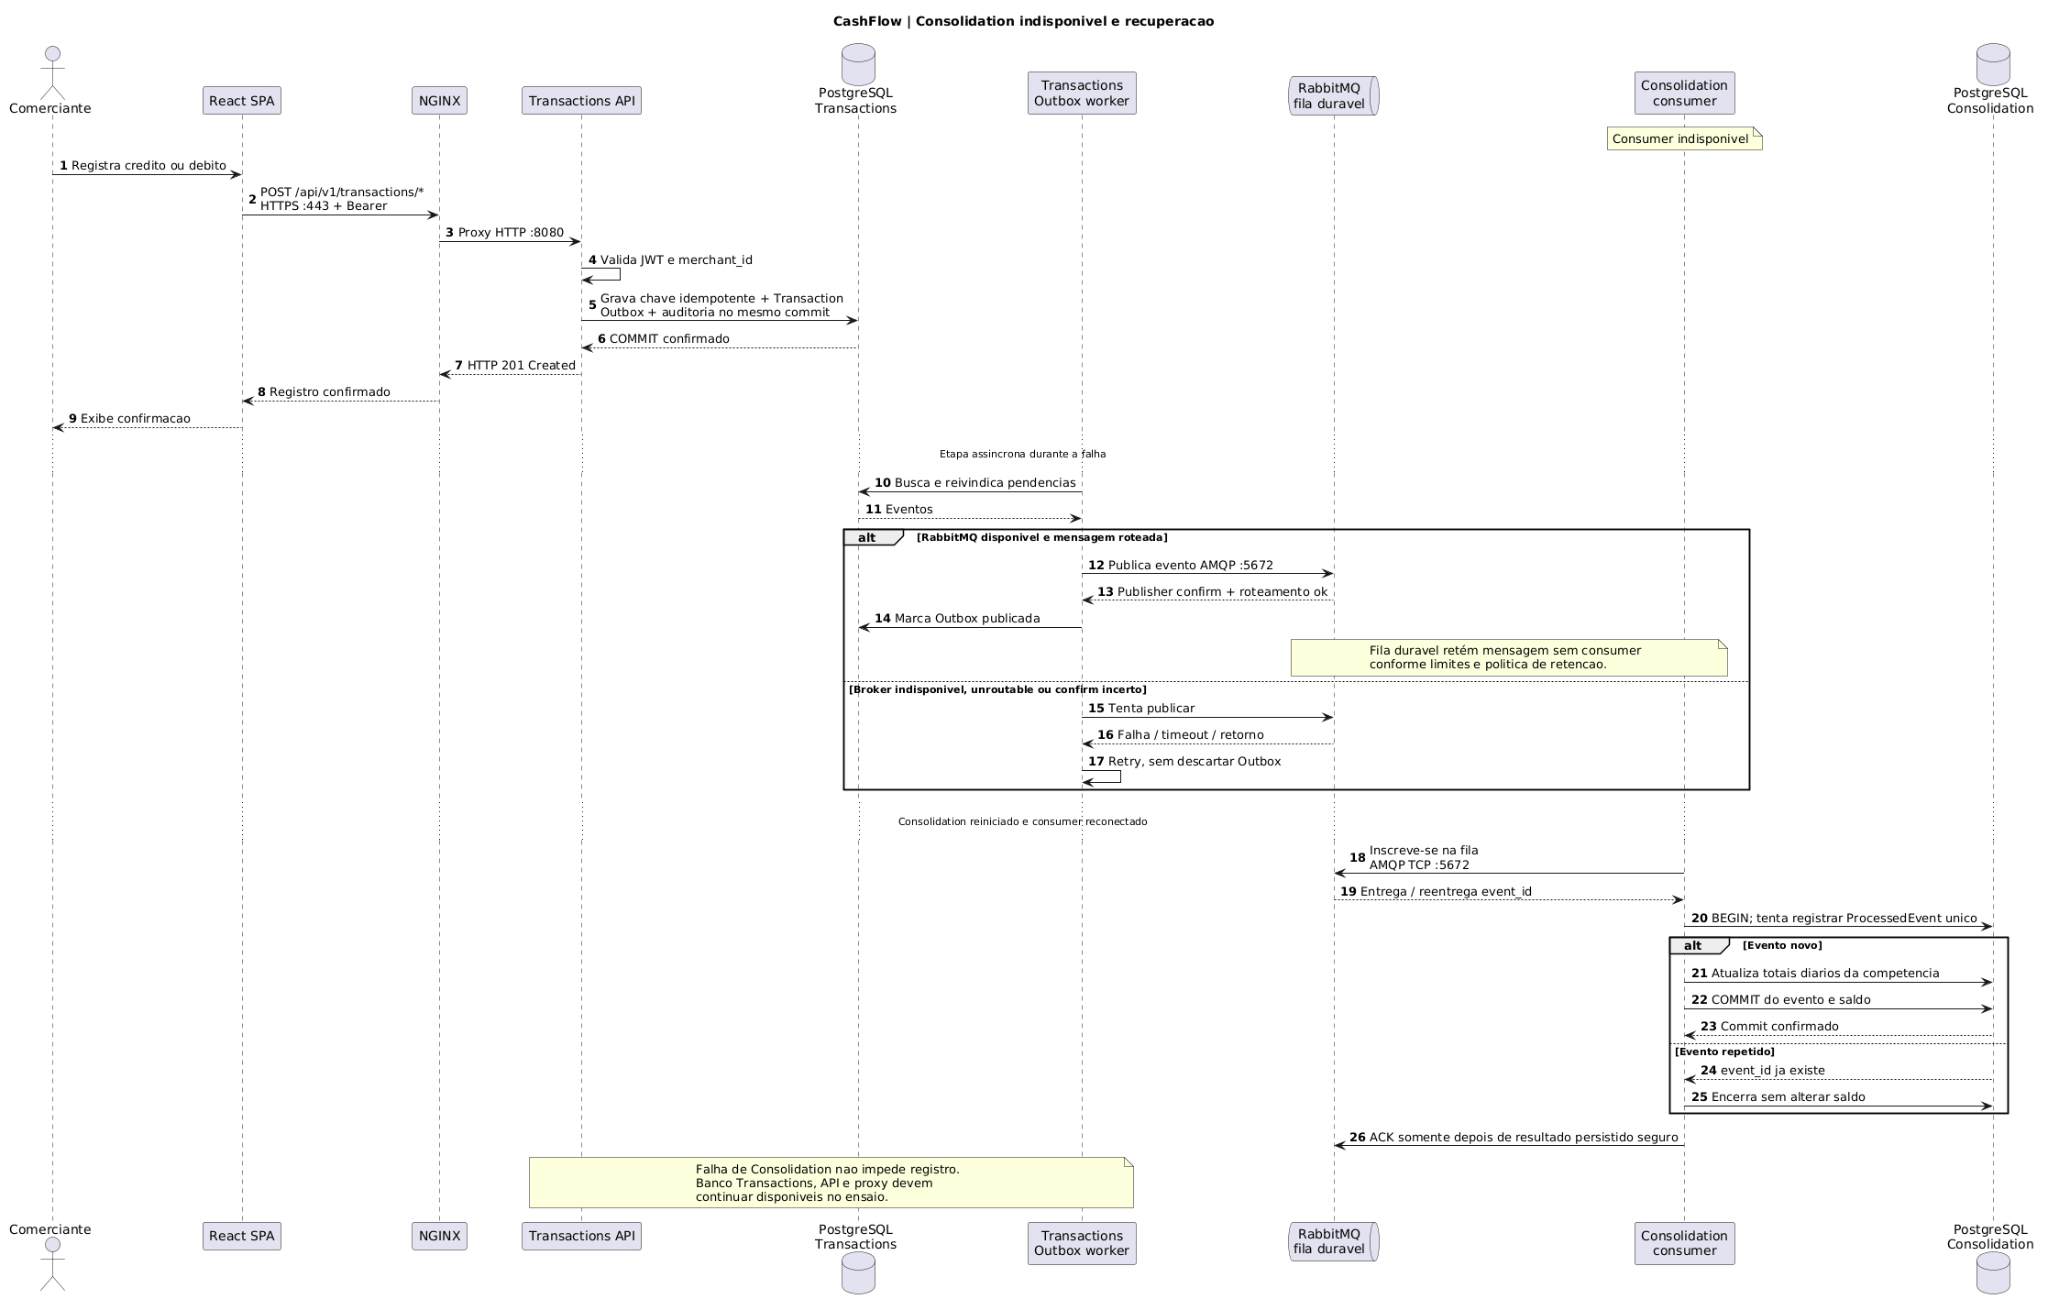 CashFlow | Consolidation indisponivel e recuperacao
Comerciante
React SPA
NGINX
Transactions API
PostgreSQL
Transactions
Transactions
Outbox worker
RabbitMQ
fila duravel
Consolidation
consumer
PostgreSQL
Consolidation
Consumer indisponivel
1 Registra credito ou debito
2 POST /api/v1/transactions/*
HTTPS :443 + Bearer
3 Proxy HTTP :8080
4 Valida JWT e merchant_id
5 Grava chave idempotente + Transaction
Outbox + auditoria no mesmo commit
6 COMMIT confirmado
7 HTTP 201 Created
8 Registro confirmado
9 Exibe confirmacao
Etapa assincrona durante a falha
10 Busca e reivindica pendencias
11 Eventos
alt [RabbitMQ disponivel e mensagem roteada]
12 Publica evento AMQP :5672
13 Publisher confirm + roteamento ok
14 Marca Outbox publicada
Fila duravel retém mensagem sem consumer
conforme limites e politica de retencao.
[Broker indisponivel, unroutable ou confirm incerto]
15 Tenta publicar
16 Falha / timeout / retorno
17 Retry, sem descartar Outbox
Consolidation reiniciado e consumer reconectado
18 Inscreve-se na fila
AMQP TCP :5672
19 Entrega / reentrega event_id
20 BEGIN; tenta registrar ProcessedEvent unico
alt [Evento novo]
21 Atualiza totais diarios da competencia
22 COMMIT do evento e saldo
23 Commit confirmado
[Evento repetido]
24 event_id ja existe
25 Encerra sem alterar saldo
26 ACK somente depois de resultado persistido seguro
Falha de Consolidation nao impede registro.
Banco Transactions, API e proxy devem
continuar disponiveis no ensaio.
Comerciante
React SPA
NGINX
Transactions API
PostgreSQL
Transactions
Transactions
Outbox worker
RabbitMQ
fila duravel
Consolidation
consumer
PostgreSQL
Consolidation